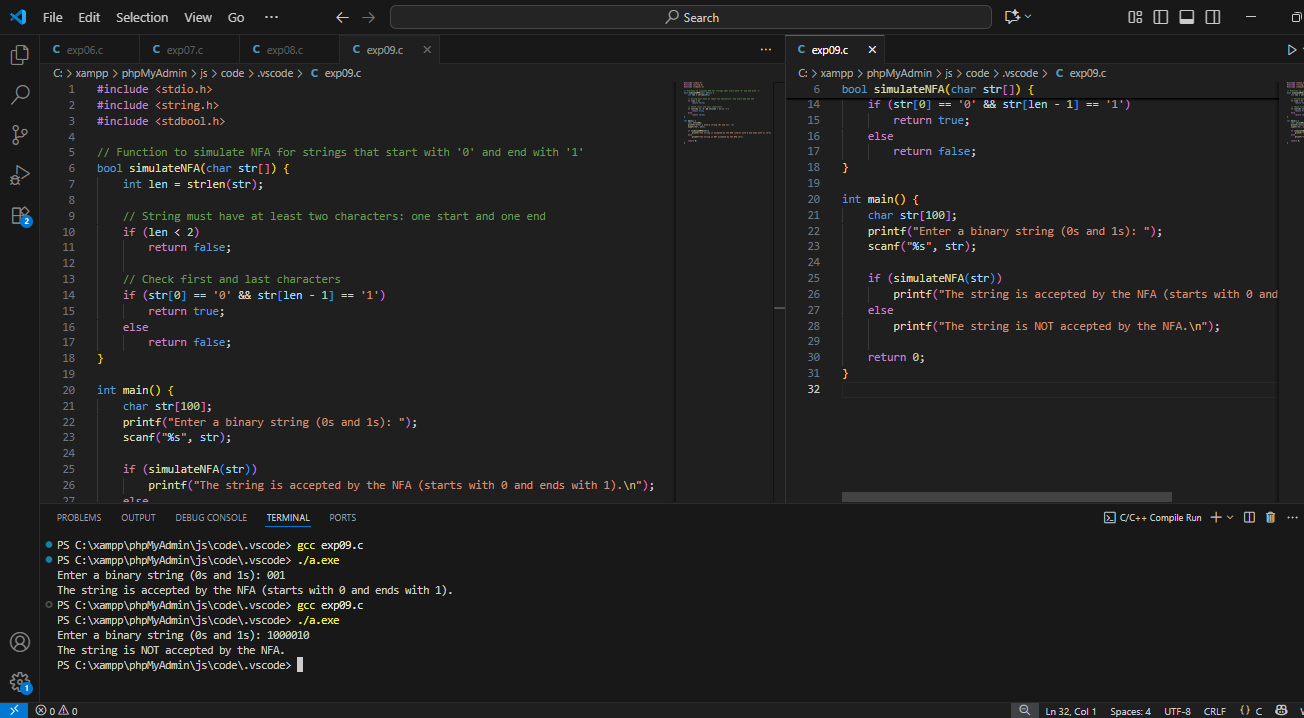 File Edit Selection View Go ··· Search
exp06.c exp07.c exp08.c exp09.c
C: > xampp > phpMyAdmin > js > code > .vscode > C exp09.c
1 #include <stdio.h>
2 #include <string.h>
3 #include <stdbool.h>
4
5 // Function to simulate NFA for strings that start with '0' and end with '1'
6 bool simulateNFA(char str[]) {
7 int len = strlen(str);
8
9 // String must have at least two characters: one start and one end
10 if (len < 2)
11 return false;
12
13 // Check first and last characters
14 if (str[0] == '0' && str[len - 1] == '1')
15 return true;
16 else
17 return false;
18 }
19
20 int main() {
21 char str[100];
22 printf("Enter a binary string (0s and 1s): ");
23 scanf("%s", str);
24
25 if (simulateNFA(str))
26 printf("The string is accepted by the NFA (starts with 0 and ends with 1).\n");
27 else
C exp09.c
C: > xampp > phpMyAdmin > js > code > .vscode > C exp09.c
6 bool simulateNFA(char str[]) {
14 if (str[0] == '0' && str[len - 1] == '1')
15 return true;
16 else
17 return false;
18 }
19
20 int main() {
21 char str[100];
22 printf("Enter a binary string (0s and 1s): ");
23 scanf("%s", str);
24
25 if (simulateNFA(str))
26 printf("The string is accepted by the NFA (starts with 0 and
27 else
28 printf("The string is NOT accepted by the NFA.\n");
29
30 return 0;
31 }
32
PROBLEMS OUTPUT DEBUG CONSOLE TERMINAL PORTS C/C++ Compile Run
PS C:\xampp\phpMyAdmin\js\code\.vscode> gcc exp09.c
PS C:\xampp\phpMyAdmin\js\code\.vscode> ./a.exe
Enter a binary string (0s and 1s): 001
The string is accepted by the NFA (starts with 0 and ends with 1).
PS C:\xampp\phpMyAdmin\js\code\.vscode> gcc exp09.c
PS C:\xampp\phpMyAdmin\js\code\.vscode> ./a.exe
Enter a binary string (0s and 1s): 1000010
The string is NOT accepted by the NFA.
PS C:\xampp\phpMyAdmin\js\code\.vscode>
2
1
0 0 Ln 32, Col 1 Spaces: 4 UTF-8 CRLF {} C